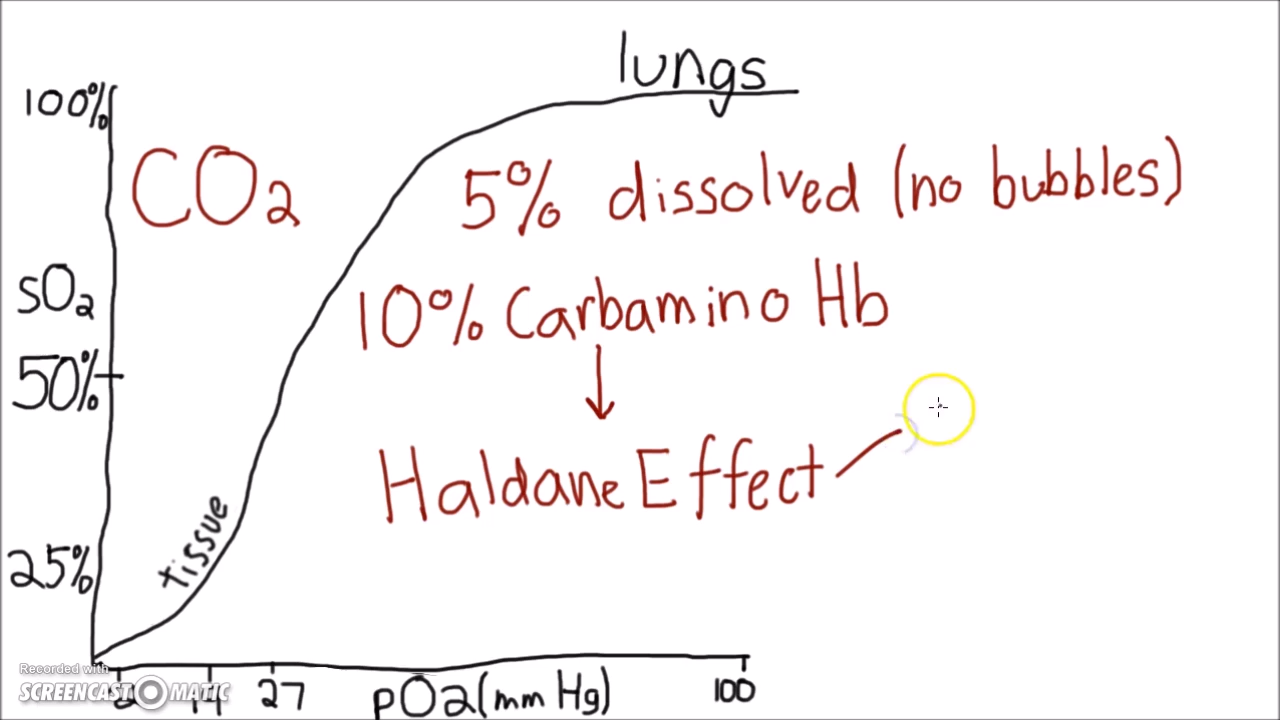 lungs
100%
CO2
5% dissolved (no bubbles)
sO2
10% Carbamino Hb
50%
Haldane Effect
tissue
25%
Recorded with
SCREENCAST MATIC
14 27 pO2 (mm Hg) 100